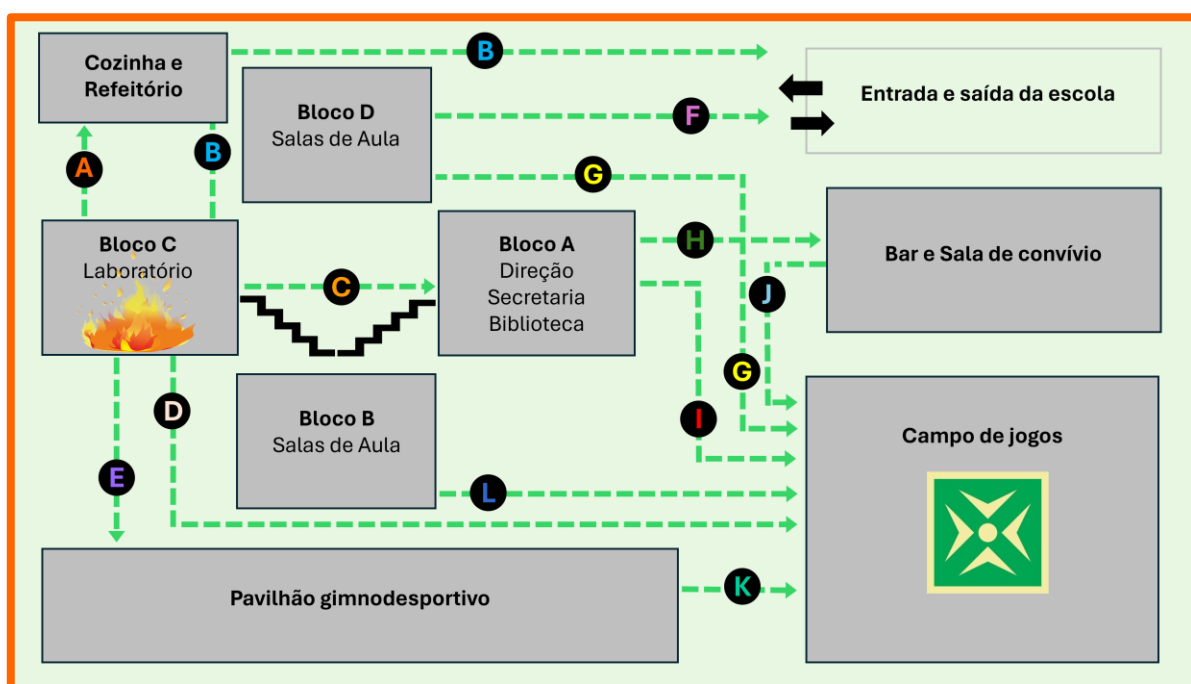 Cozinha e
Refeitório
B
Bloco D
Salas de Aula
F
Entrada e saída da escola
A
B
G
Bloco C
Laboratório
C
Bloco A
Direção
Secretaria
Biblioteca
H
Bar e Sala de convívio
J
G
D
Bloco B
Salas de Aula
I
Campo de jogos
E
L
Pavilhão gimnodesportivo
K